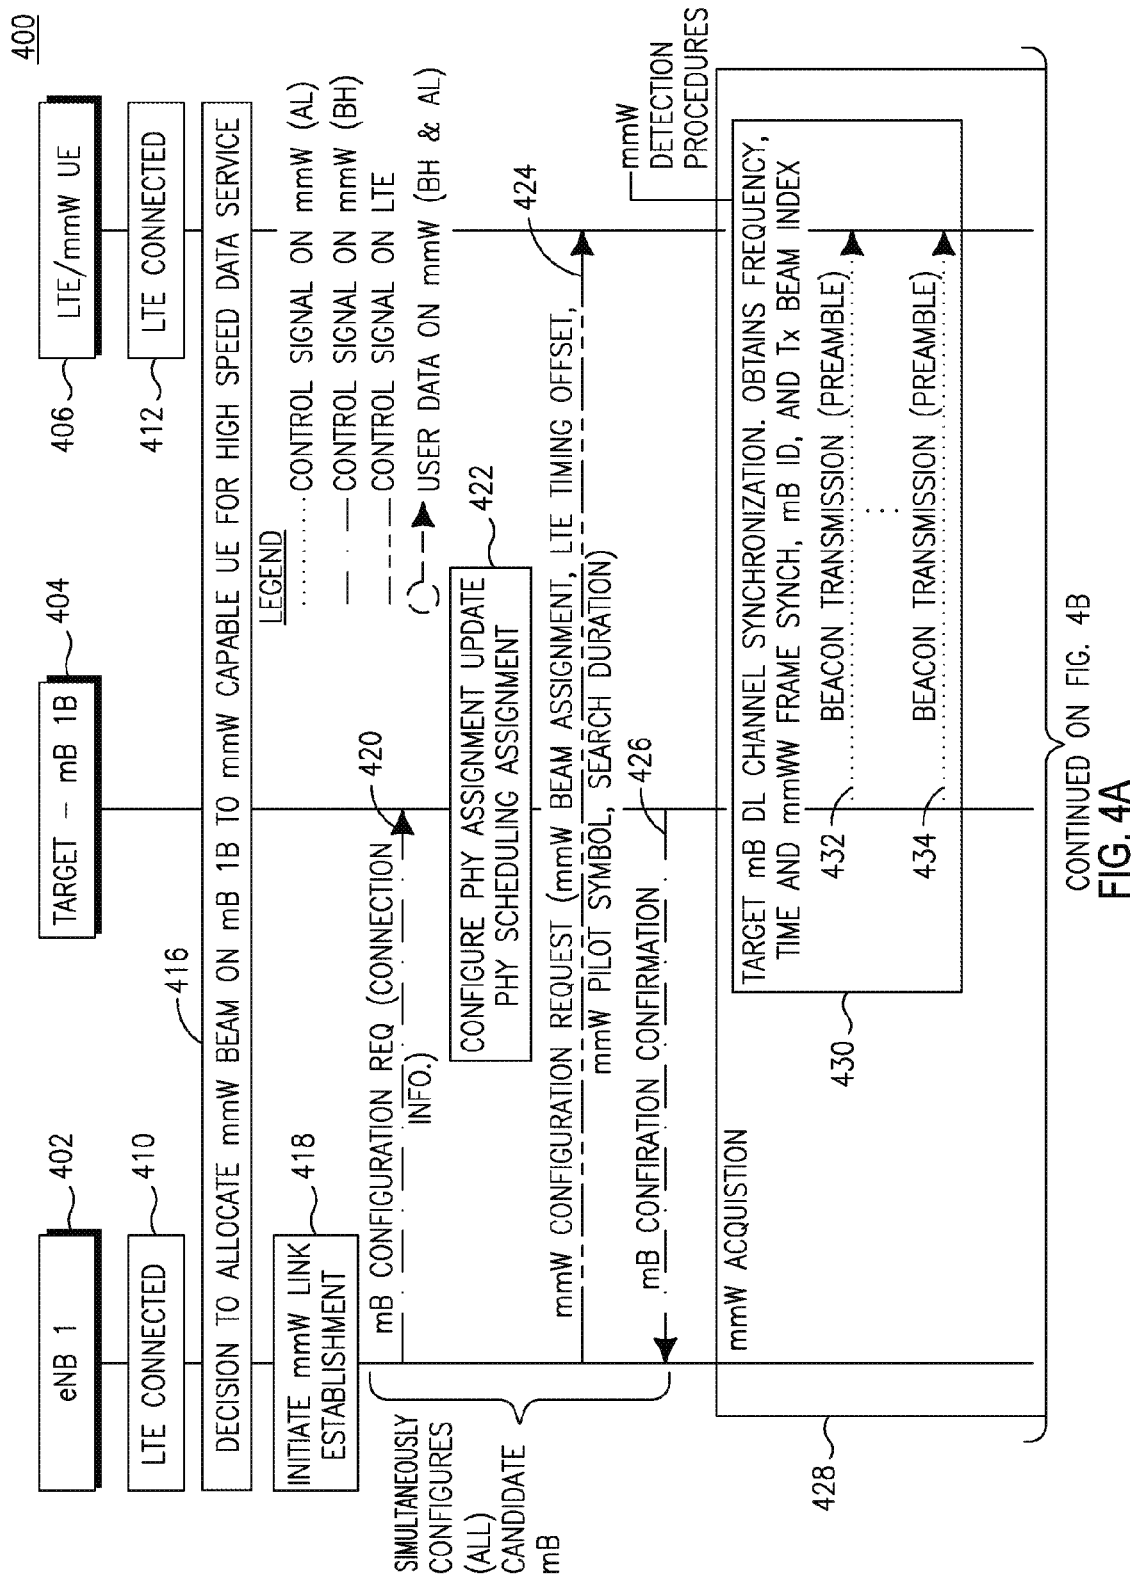 400
eNB 1
402
TARGET – mB 1B
404
LTE/mmW UE
406
LTE CONNECTED
410
LTE CONNECTED
412
416
DECISION TO ALLOCATE mmW BEAM ON mB 1B TO mmW CAPABLE UE FOR HIGH SPEED DATA SERVICE
INITIATE mmW LINK
ESTABLISHMENT
418
LEGEND
CONTROL SIGNAL ON mmW (AL)
CONTROL SIGNAL ON mmW (BH)
CONTROL SIGNAL ON LTE
USER DATA ON mmW (BH & AL)
SIMULTANEOUSLY
CONFIGURES
(ALL)
CANDIDATE
mB
mB CONFIGURATION REQ (CONNECTION
INFO.)
420
CONFIGURE PHY ASSIGNMENT UPDATE
PHY SCHEDULING ASSIGNMENT
422
mmW CONFIGURATION REQUEST (mmW BEAM ASSIGNMENT, LTE TIMING OFFSET,
mmW PILOT SYMBOL, SEARCH DURATION)
424
mB CONFIRATION CONFIRMATION
426
mmW ACQUISTION
428
mmW
DETECTION
PROCEDURES
TARGET mB DL CHANNEL SYNCHRONIZATION. OBTAINS FREQUENCY,
TIME AND mmWW FRAME SYNCH, mB ID, AND Tx BEAM INDEX
430
432
BEACON TRANSMISSION (PREAMBLE)
434
BEACON TRANSMISSION (PREAMBLE)
CONTINUED ON FIG. 4B
FIG. 4A